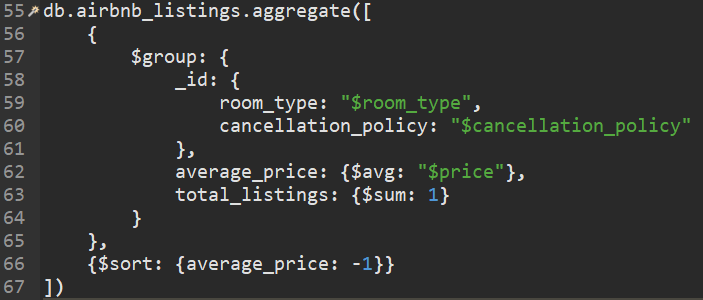 55 db.airbnb_listings.aggregate([
56     {
57         $group: {
58             _id: {
59                 room_type: "$room_type",
60                 cancellation_policy: "$cancellation_policy"
61             },
62             average_price: {$avg: "$price"},
63             total_listings: {$sum: 1}
64         }
65     },
66     {$sort: {average_price: -1}}
67 ])